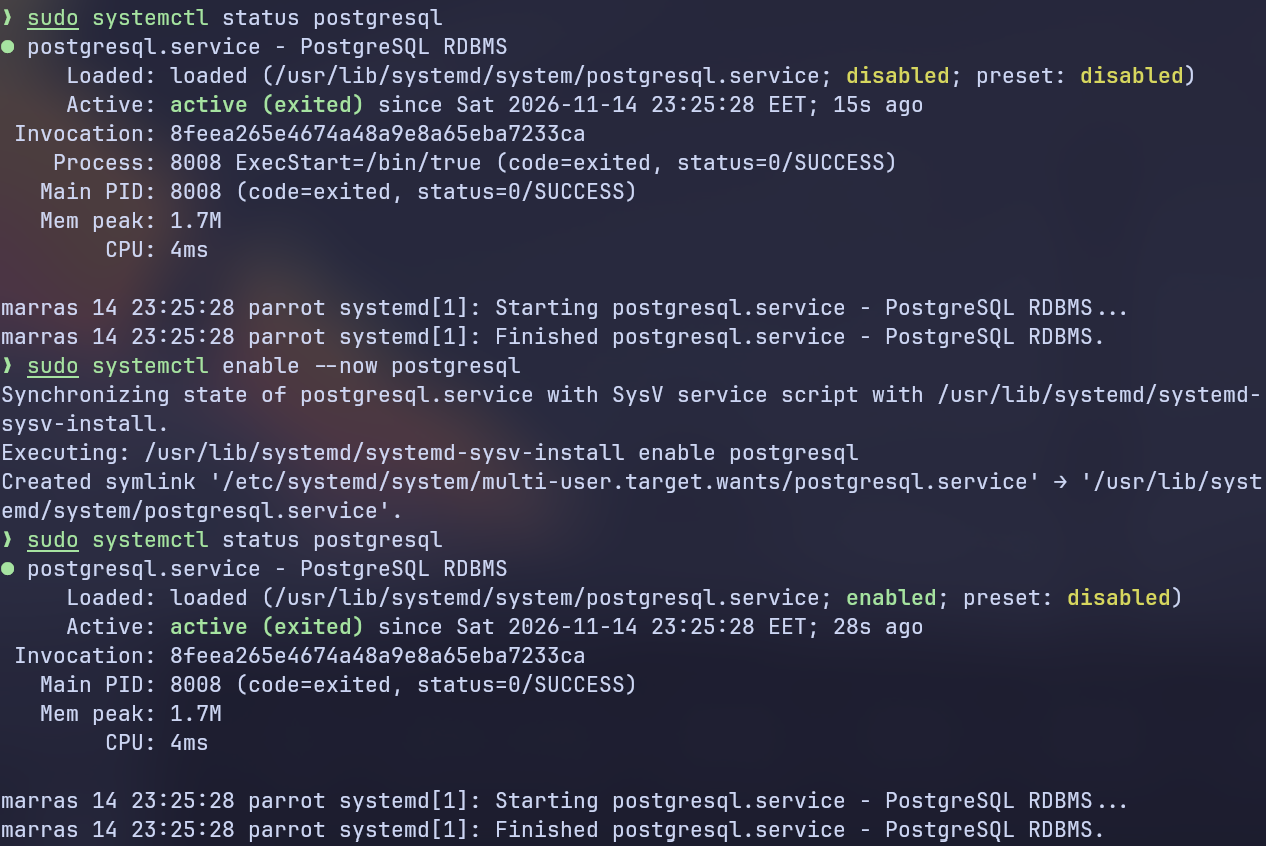 ❯ sudo systemctl status postgresql
● postgresql.service - PostgreSQL RDBMS
     Loaded: loaded (/usr/lib/systemd/system/postgresql.service; disabled; preset: disabled)
     Active: active (exited) since Sat 2026-11-14 23:25:28 EET; 15s ago
 Invocation: 8feea265e4674a48a9e8a65eba7233ca
    Process: 8008 ExecStart=/bin/true (code=exited, status=0/SUCCESS)
   Main PID: 8008 (code=exited, status=0/SUCCESS)
   Mem peak: 1.7M
        CPU: 4ms

marras 14 23:25:28 parrot systemd[1]: Starting postgresql.service - PostgreSQL RDBMS...
marras 14 23:25:28 parrot systemd[1]: Finished postgresql.service - PostgreSQL RDBMS.
❯ sudo systemctl enable --now postgresql
Synchronizing state of postgresql.service with SysV service script with /usr/lib/systemd/systemd-
sysv-install.
Executing: /usr/lib/systemd/systemd-sysv-install enable postgresql
Created symlink '/etc/systemd/system/multi-user.target.wants/postgresql.service' → '/usr/lib/syst
emd/system/postgresql.service'.
❯ sudo systemctl status postgresql
● postgresql.service - PostgreSQL RDBMS
     Loaded: loaded (/usr/lib/systemd/system/postgresql.service; enabled; preset: disabled)
     Active: active (exited) since Sat 2026-11-14 23:25:28 EET; 28s ago
 Invocation: 8feea265e4674a48a9e8a65eba7233ca
   Main PID: 8008 (code=exited, status=0/SUCCESS)
   Mem peak: 1.7M
        CPU: 4ms

marras 14 23:25:28 parrot systemd[1]: Starting postgresql.service - PostgreSQL RDBMS...
marras 14 23:25:28 parrot systemd[1]: Finished postgresql.service - PostgreSQL RDBMS.